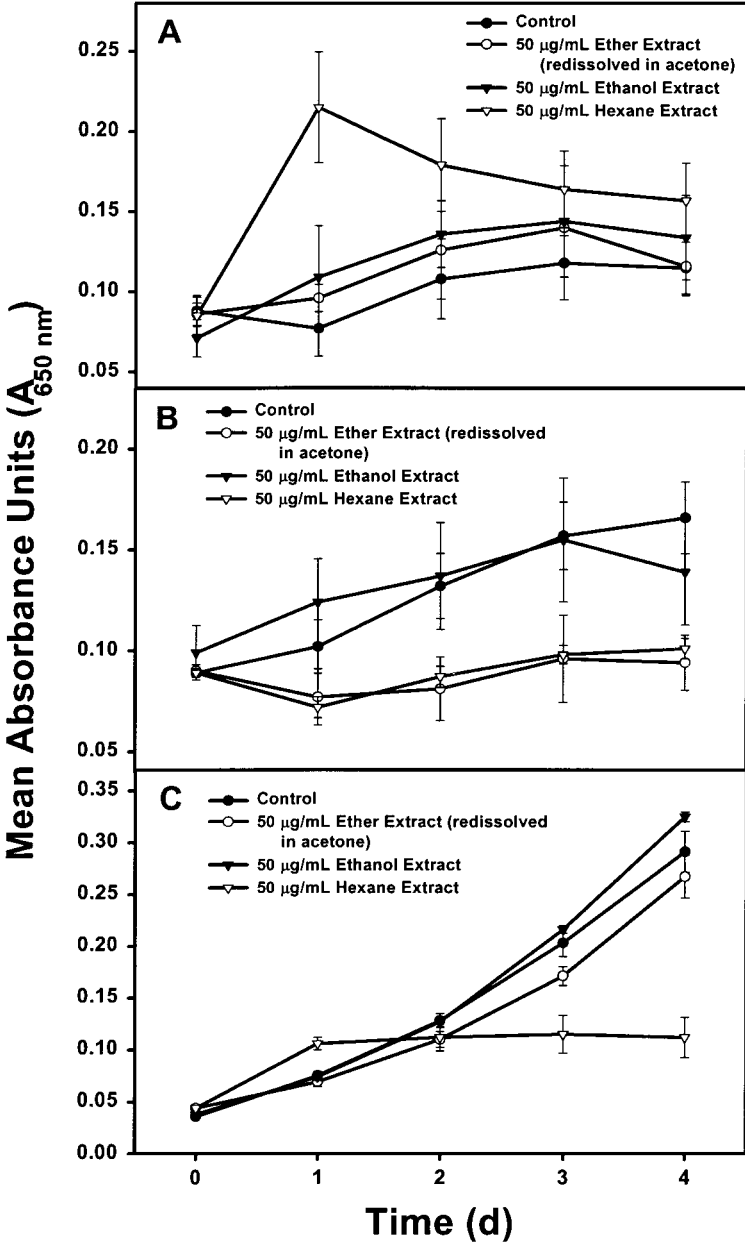 Mean Absorbance Units (A650 nm)
A
Control
50 µg/mL Ether Extract
(redissolved in acetone)
50 µg/mL Ethanol Extract
50 µg/mL Hexane Extract
0.25
0.20
0.15
0.10
0.05
B
Control
50 µg/mL Ether Extract (redissolved
in acetone)
50 µg/mL Ethanol Extract
50 µg/mL Hexane Extract
0.20
0.15
0.10
0.05
C
Control
50 µg/mL Ether Extract (redissolved
in acetone)
50 µg/mL Ethanol Extract
50 µg/mL Hexane Extract
0.35
0.30
0.25
0.20
0.15
0.10
0.05
0.00
0 1 2 3 4
Time (d)